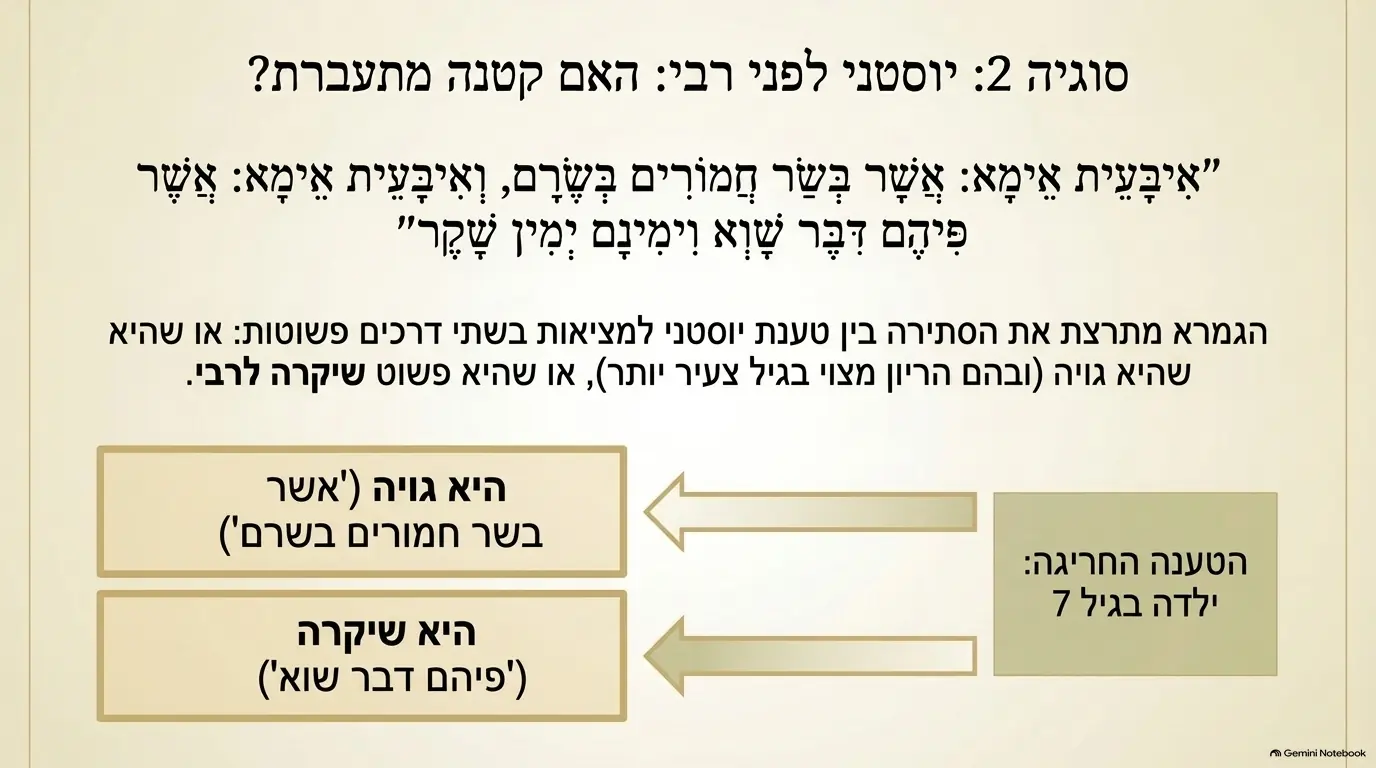 סוגיה 2: יוסטני לפני רבי: האם קטנה מתעברת?
"אִיבָּעֵית אֵימָא: אֲשָׁר בְּשַׂר חֲמוֹרִים בְּשָׂרָם, וְאִיבָּעֵית אֵימָא: אֲשֶׁר
פִּיהֶם דִּבֶּר שָׁוְא וִימִינָם יְמִין שָׁקֶר"
הגמרא מתרצת את הסתירה בין טענת יוסטני למציאות בשתי דרכים פשוטות: או שהיא
שהיא גויה (ובהם הריון מצוי בגיל צעיר יותר), או שהיא פשוט שיקרה לרבי.
הטענה החריגה:
ילדה בגיל 7
היא גויה ('אשר
בשר חמורים בשרם')
היא שיקרה
('פיהם דבר שוא')
Gemini Notebook